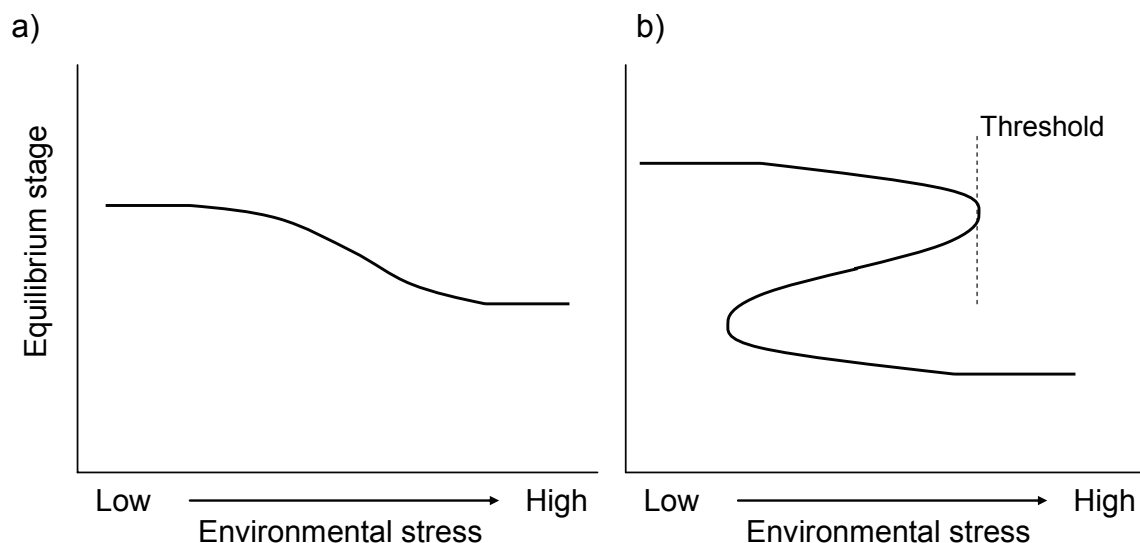 a)
Equilibrium stage
Low
High
Environmental stress
b)
Threshold
Low
High
Environmental stress